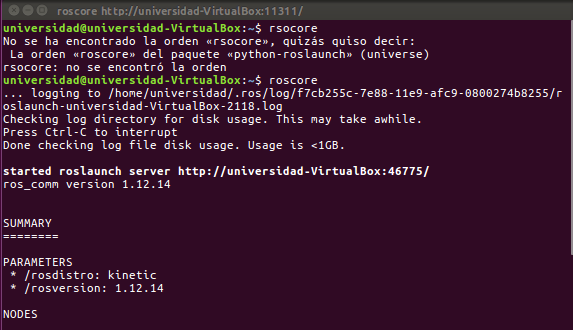 roscore http://universidad-VirtualBox:11311/
universidad@universidad-VirtualBox:~$ rsocore
No se ha encontrado la orden «rsocore», quizás quiso decir:
 La orden «roscore» del paquete «python-roslaunch» (universe)
rsocore: no se encontró la orden
universidad@universidad-VirtualBox:~$ roscore
... logging to /home/universidad/.ros/log/f7cb255c-7e88-11e9-afc9-0800274b8255/r
oslaunch-universidad-VirtualBox-2118.log
Checking log directory for disk usage. This may take awhile.
Press Ctrl-C to interrupt
Done checking log file disk usage. Usage is <1GB.
started roslaunch server http://universidad-VirtualBox:46775/
ros_comm version 1.12.14
SUMMARY
========
PARAMETERS
 * /rosdistro: kinetic
 * /rosversion: 1.12.14
NODES